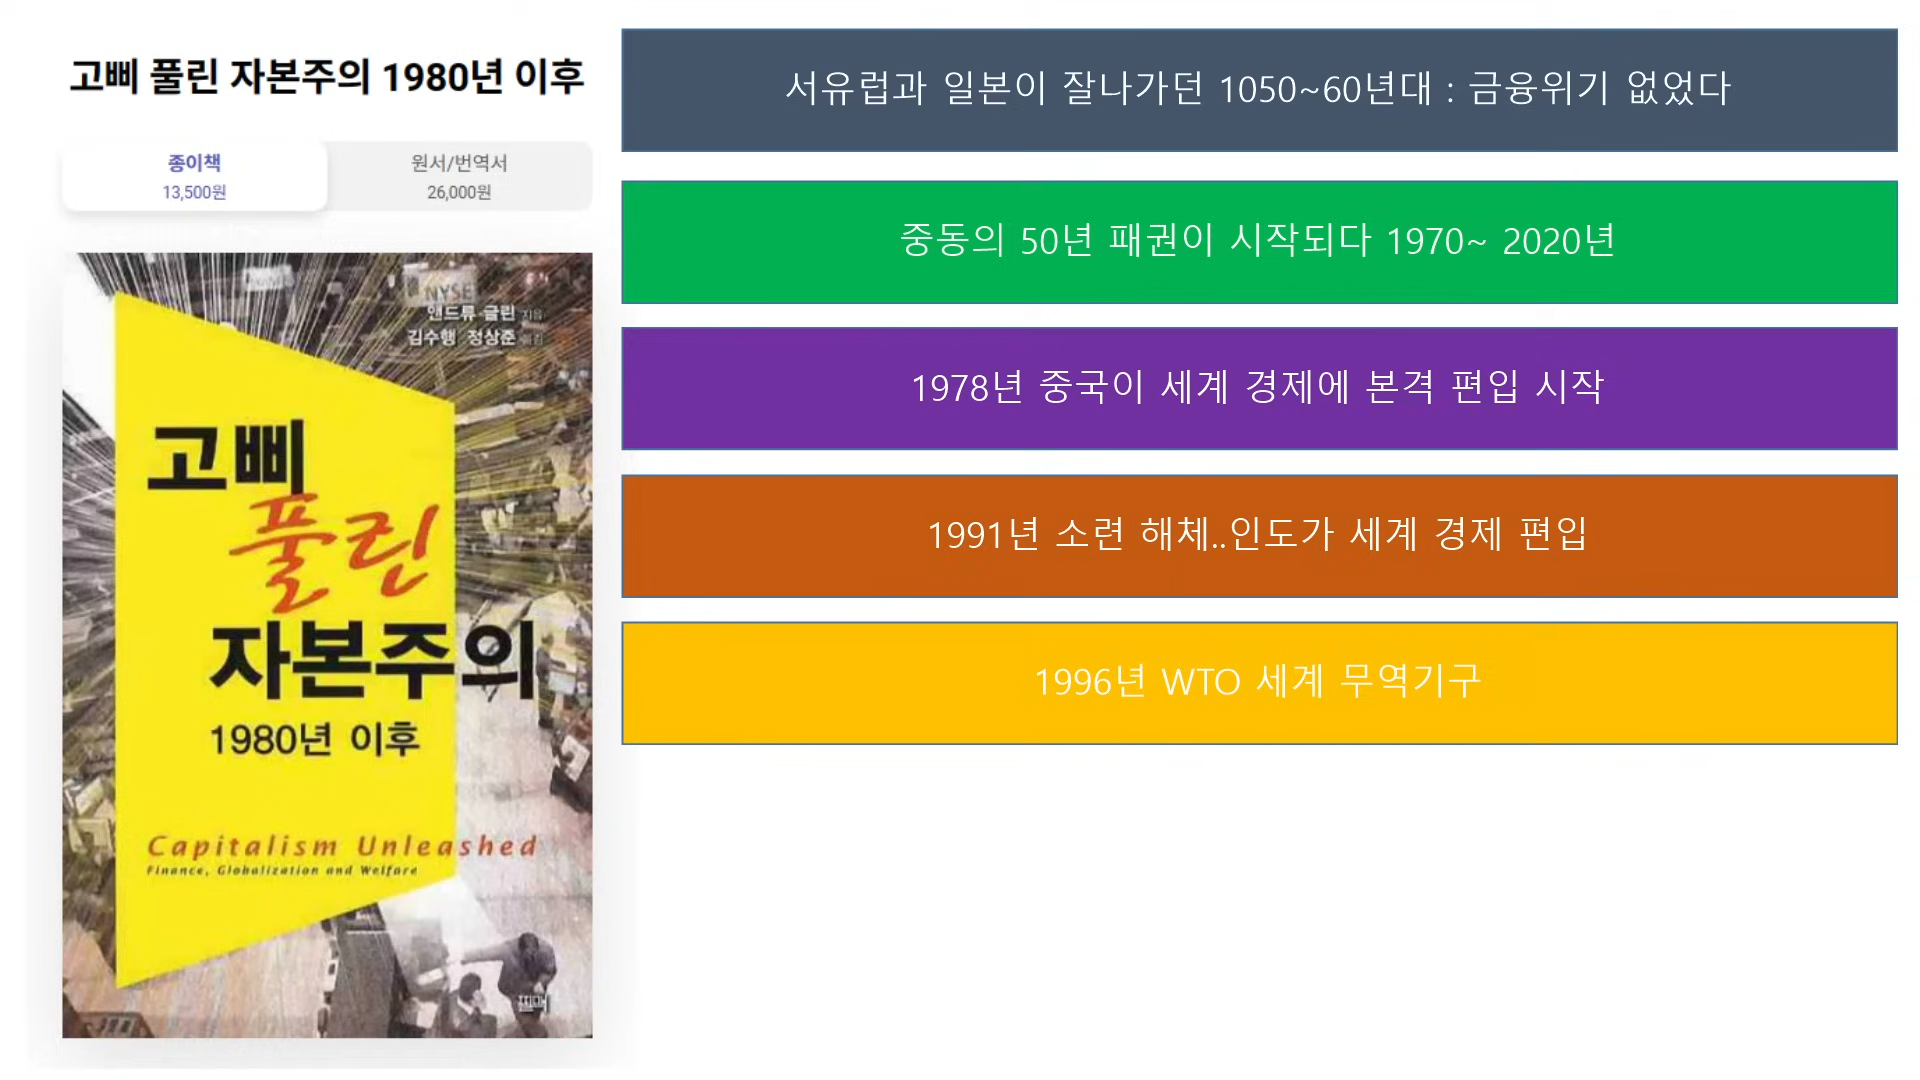 고삐 풀린 자본주의 1980년 이후
종이책
13,500원
원서/번역서
26,000원
NYSE
앤드류 글린 지음
김수행 정상준 옮김
고삐
풀린
자본주의
1980년 이후
Capitalism Unleashed
Finance, Globalization and Welfare
필맥
서유럽과 일본이 잘나가던 1050~60년대 : 금융위기 없었다
중동의 50년 패권이 시작되다 1970~ 2020년
1978년 중국이 세계 경제에 본격 편입 시작
1991년 소련 해체..인도가 세계 경제 편입
1996년 WTO 세계 무역기구